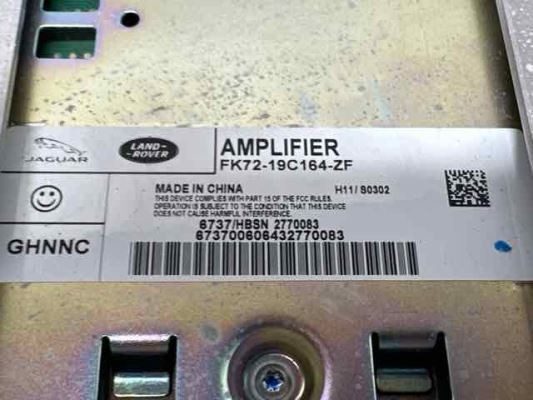 JAGUAR
LAND-
ROVER
AMPLIFIER
FK72-19C164-ZF
MADE IN CHINA
H11/ S0302
THIS DEVICE COMPLIES WITH PART 15 OF THE FCC RULES.
OPERATION IS SUBJECT TO THE CONDITION THAT THIS
DOES NOT CAUSE HARMFUL INTERFERENCE.
GHNNC
6737/HBSN 2770083
673700606432770083